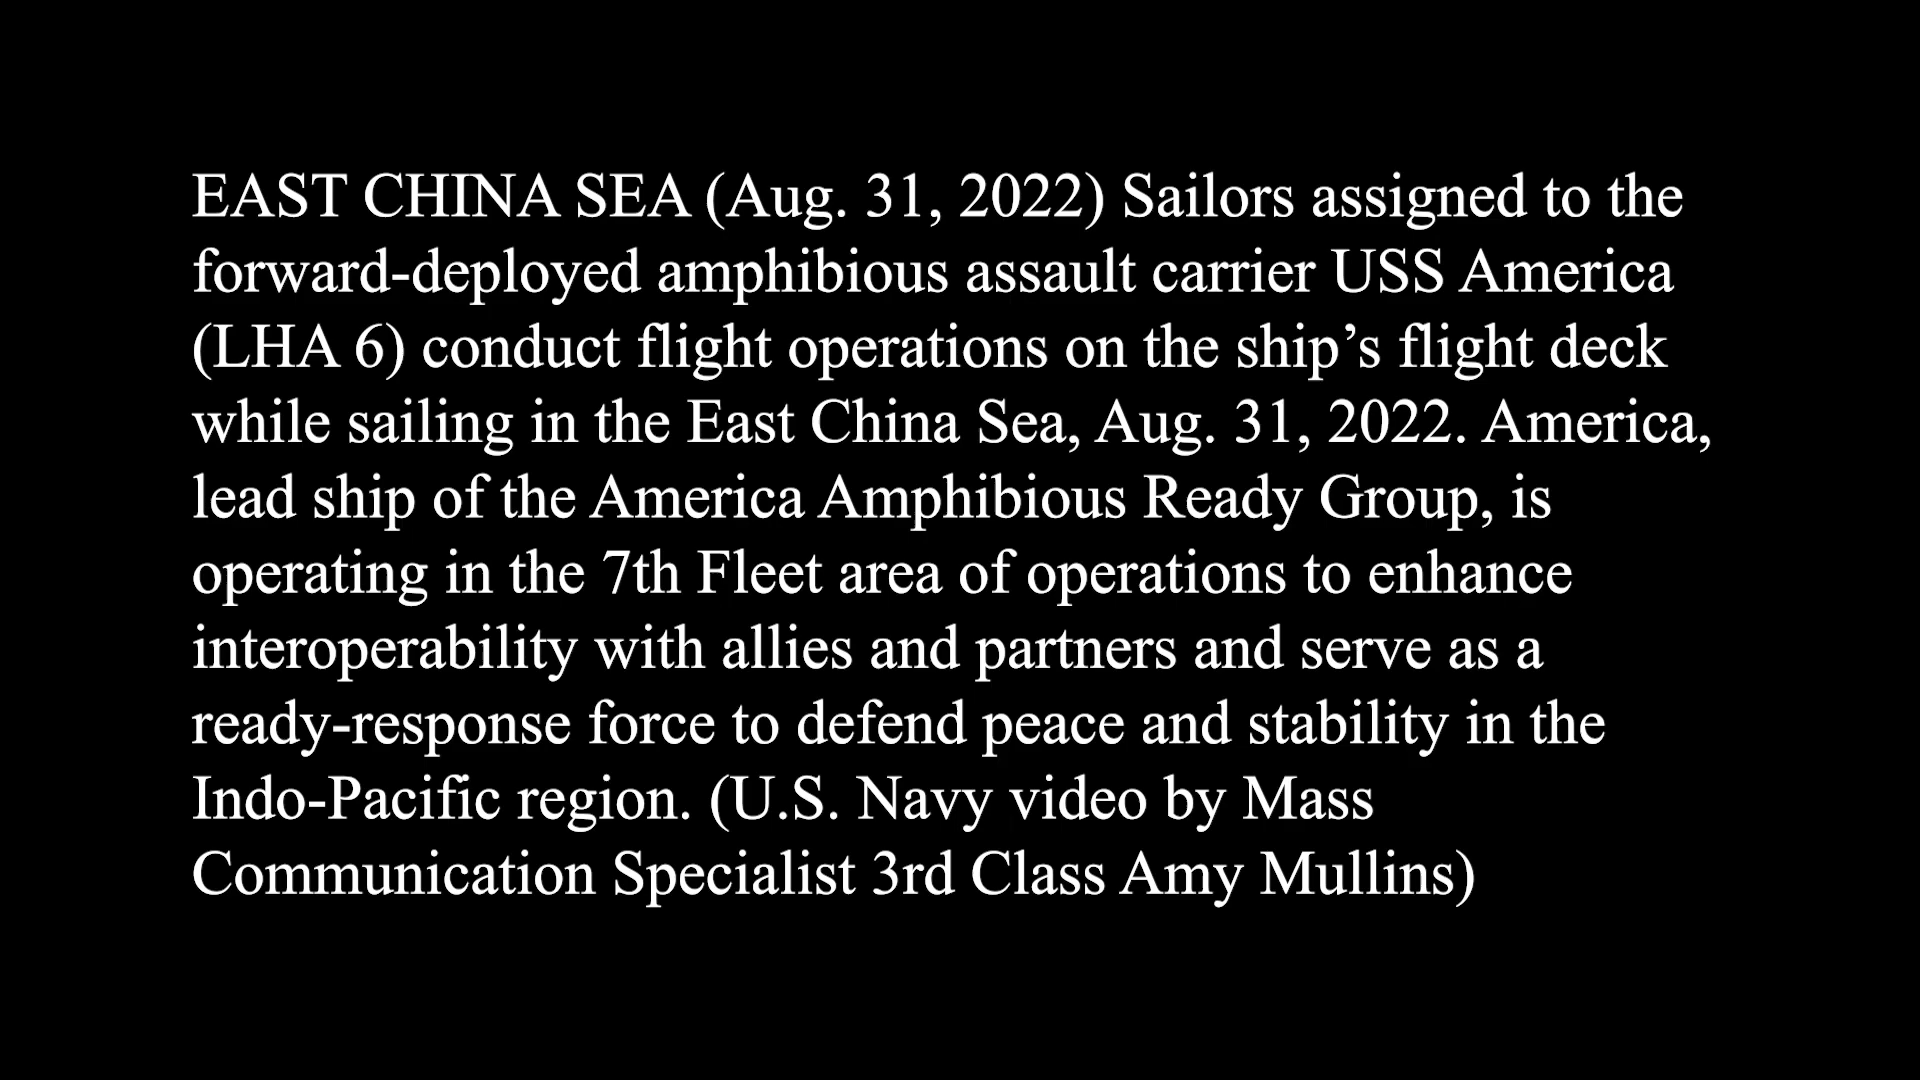 EAST CHINA SEA (Aug. 31, 2022) Sailors assigned to the
forward-deployed amphibious assault carrier USS America
(LHA 6) conduct flight operations on the ship’s flight deck
while sailing in the East China Sea, Aug. 31, 2022. America,
lead ship of the America Amphibious Ready Group, is
operating in the 7th Fleet area of operations to enhance
interoperability with allies and partners and serve as a
ready-response force to defend peace and stability in the
Indo-Pacific region. (U.S. Navy video by Mass
Communication Specialist 3rd Class Amy Mullins)